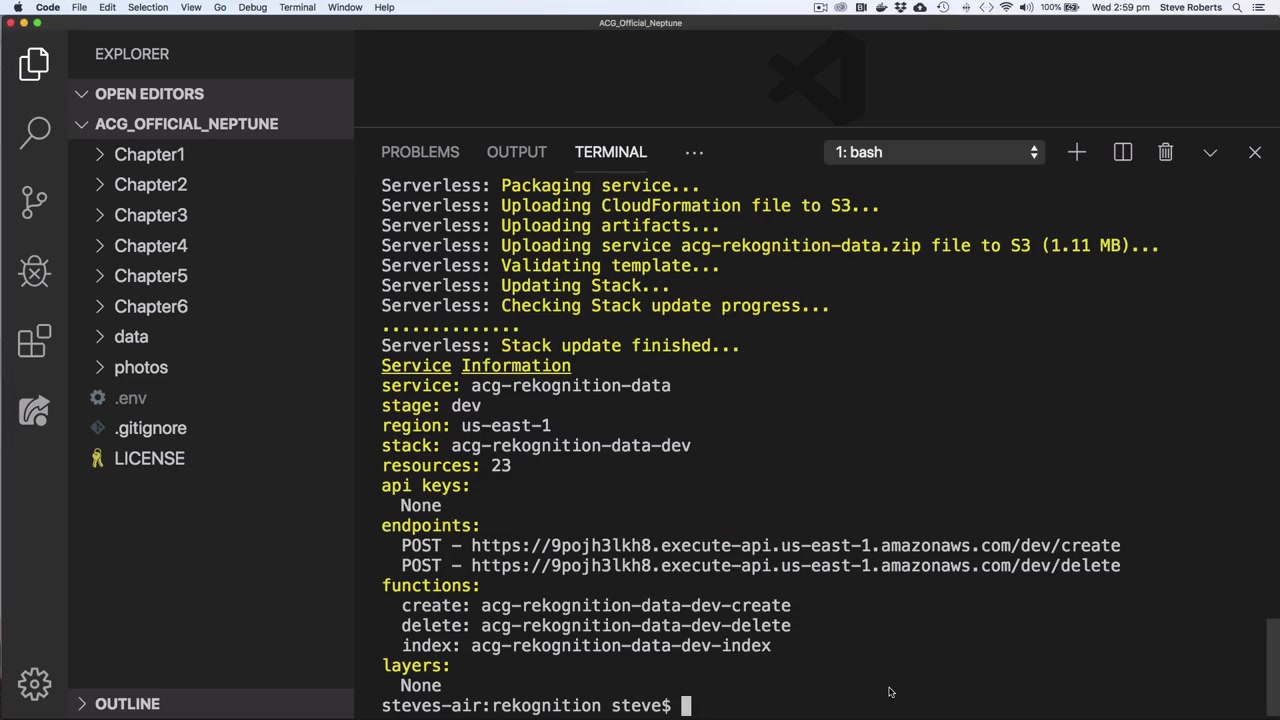 Code File Edit Selection View Go Debug Terminal Window Help 100% Wed 2:59 pm Steve Roberts
ACG_Official_Neptune
EXPLORER
OPEN EDITORS
ACG_OFFICIAL_NEPTUNE
Chapter1
Chapter2
Chapter3
Chapter4
Chapter5
Chapter6
data
photos
.env
.gitignore
LICENSE
OUTLINE
PROBLEMS OUTPUT TERMINAL ... 1: bash
Serverless: Packaging service...
Serverless: Uploading CloudFormation file to S3...
Serverless: Uploading artifacts...
Serverless: Uploading service acg-rekognition-data.zip file to S3 (1.11 MB)...
Serverless: Validating template...
Serverless: Updating Stack...
Serverless: Checking Stack update progress...
..............
Serverless: Stack update finished...
Service Information
service: acg-rekognition-data
stage: dev
region: us-east-1
stack: acg-rekognition-data-dev
resources: 23
api keys:
None
endpoints:
POST - https://9pojh3lkh8.execute-api.us-east-1.amazonaws.com/dev/create
POST - https://9pojh3lkh8.execute-api.us-east-1.amazonaws.com/dev/delete
functions:
create: acg-rekognition-data-dev-create
delete: acg-rekognition-data-dev-delete
index: acg-rekognition-data-dev-index
layers:
None
steves-air:rekognition steve$